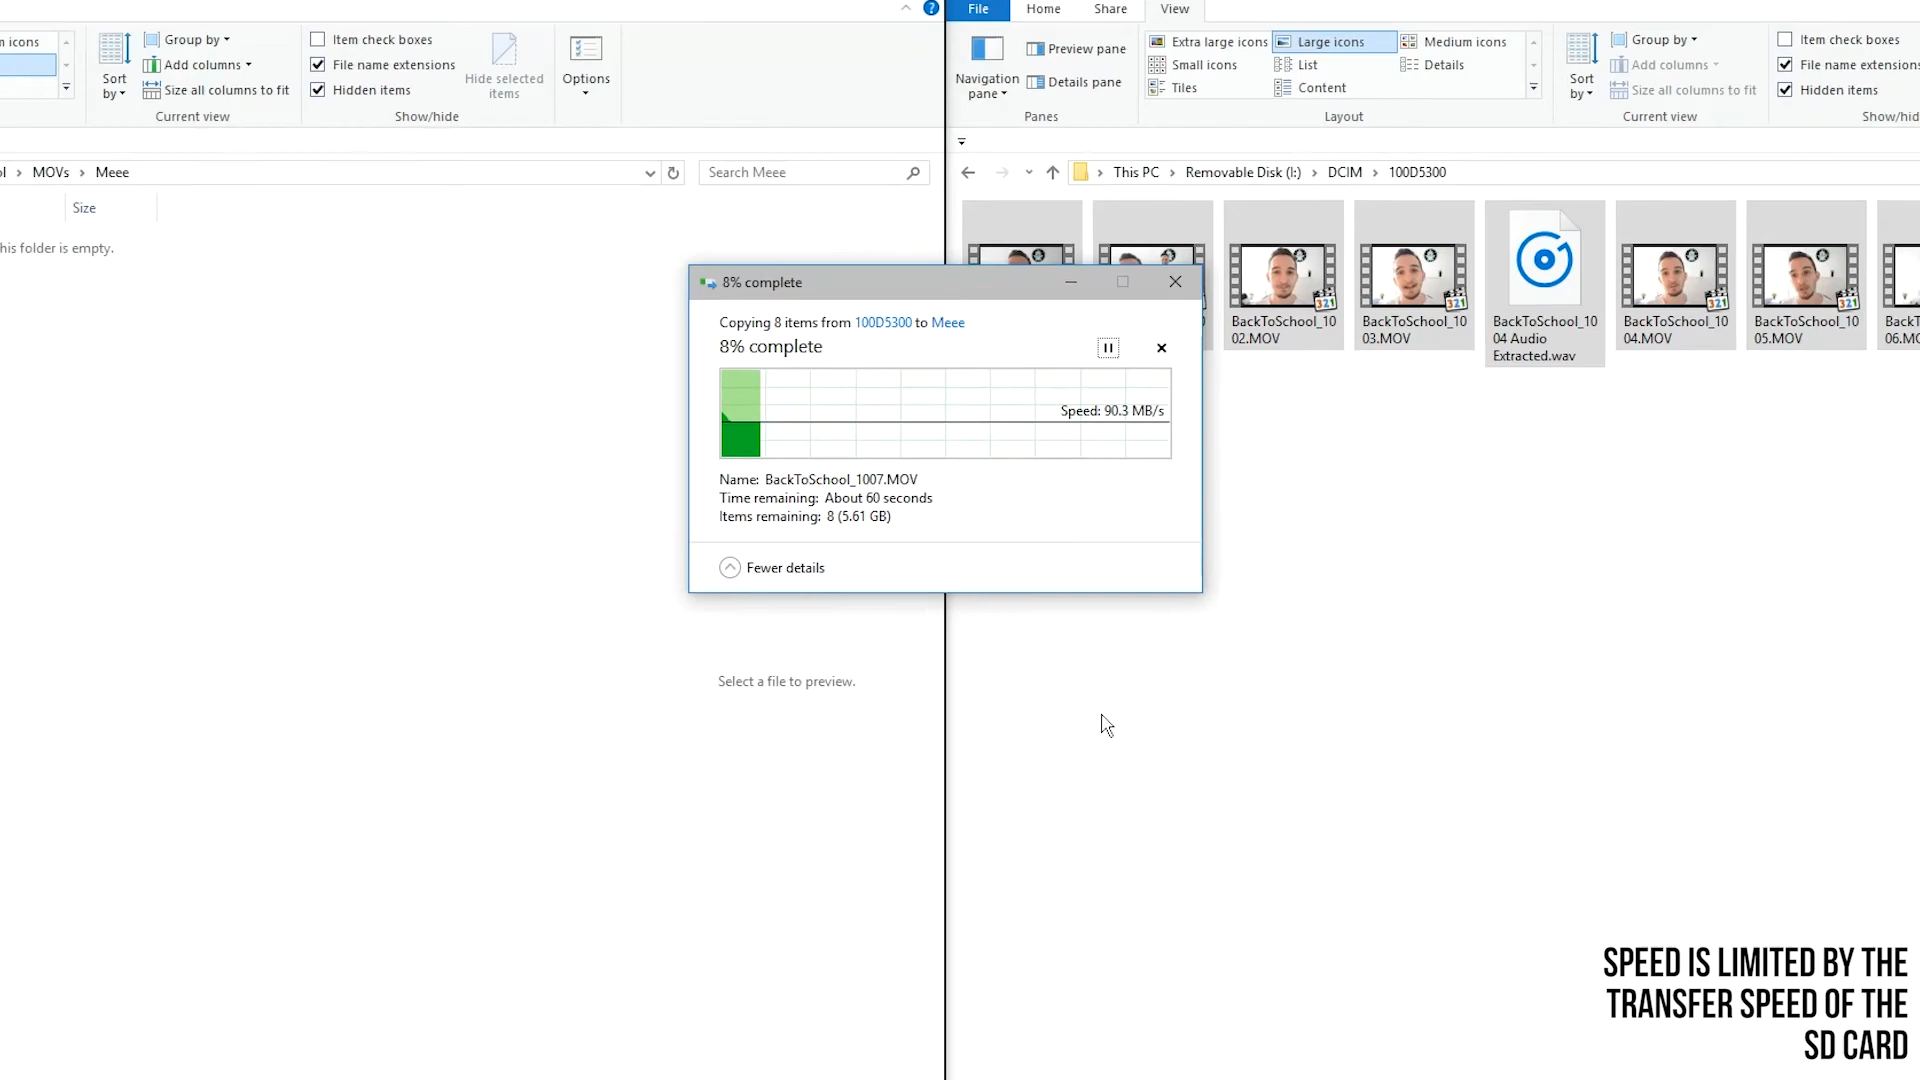 File
Home
Share
View
n icons
Sort
by
Group by
Add columns
Size all columns to fit
Current view
Item check boxes
File name extensions
Hidden items
Hide selected
items
Show/hide
Options
Navigation
pane
Preview pane
Details pane
Panes
Extra large icons
Large icons
Medium icons
Small icons
List
Details
Tiles
Content
Layout
Sort
by
Group by
Add columns
Size all columns to fit
Current view
Item check boxes
File name extensions
Hidden items
Show/hid
ol > MOVs > Meee
Search Meee
This PC > Removable Disk (I:) > DCIM > 100D5300
Size
his folder is empty.
BackToSchool_10
02.MOV
BackToSchool_10
03.MOV
BackToSchool_10
04 Audio
Extracted.wav
BackToSchool_10
04.MOV
BackToSchool_10
05.MOV
BackT
06.MO
8% complete
Copying 8 items from 100D5300 to Meee
8% complete
Speed: 90.3 MB/s
Name: BackToSchool_1007.MOV
Time remaining: About 60 seconds
Items remaining: 8 (5.61 GB)
Fewer details
Select a file to preview.
SPEED IS LIMITED BY THE
TRANSFER SPEED OF THE
SD CARD